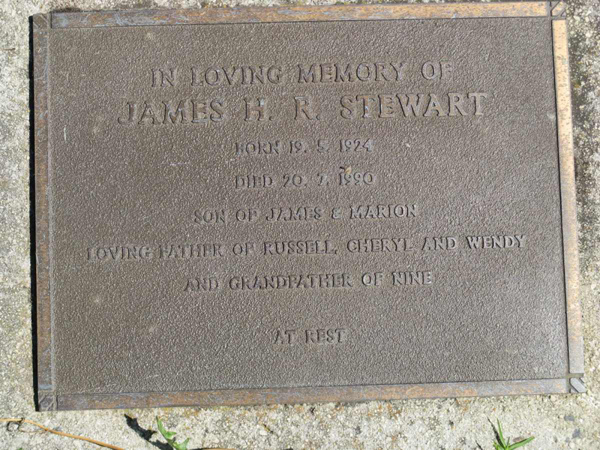 IN LOVING MEMORY OF
JAMES H. R. STEWART
BORN 19. 5. 1924
DIED 20. 2. 1990
SON OF JAMES & MARION
LOVING FATHER OF RUSSELL, CHERYL AND WENDY
AND GRANDFATHER OF NINE
AT REST